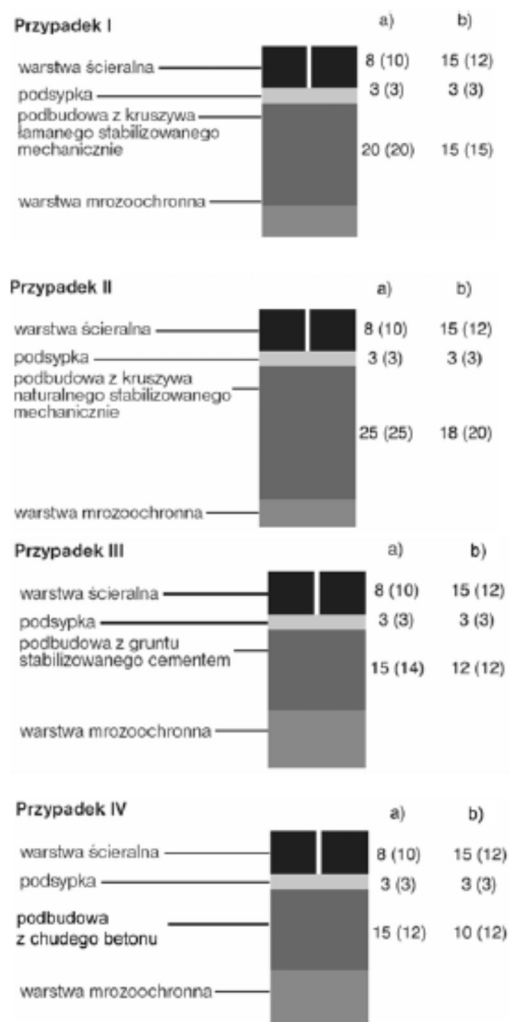 Przypadek I a) b)
warstwa ścieralna 8 (10) 15 (12)
podsypka 3 (3) 3 (3)
podbudowa z kruszywa
łamanego stabilizowanego
mechanicznie 20 (20) 15 (15)
warstwa mrozoochronna
Przypadek II a) b)
warstwa ścieralna 8 (10) 15 (12)
podsypka 3 (3) 3 (3)
podbudowa z kruszywa
naturalnego stabilizowanego
mechanicznie
25 (25) 18 (20)
warstwa mrozoochronna
Przypadek III a) b)
warstwa ścieralna 8 (10) 15 (12)
podsypka 3 (3) 3 (3)
podbudowa z gruntu
stabilizowanego cementem 15 (14) 12 (12)
warstwa mrozoochronna
Przypadek IV a) b)
warstwa ścieralna 8 (10) 15 (12)
podsypka 3 (3) 3 (3)
podbudowa
z chudego betonu 15 (12) 10 (12)
warstwa mrozoochronna